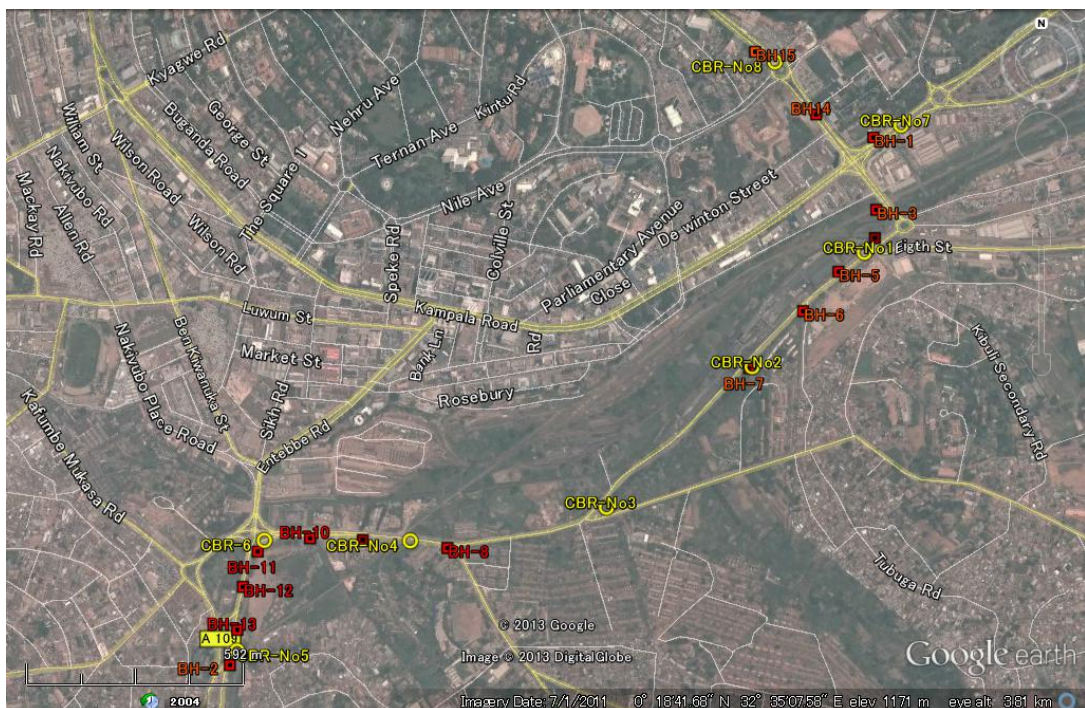 N
BH15
CBR-No8
Kyagwe Rd
Nehru Ave
Kintu Rd
BH14
CBR-No7
BH-1
George St
Buganda Road
William St
Wilson Road
Ternan Ave
Nakivubo Rd
Allen Rd
Mackay Rd
The Square 1
Nile Ave
De winton Street
Parliamentary Avenue
BH-3
Wilson Rd
Speke Rd
Colville St
CBR-No1
Eigth St
BH-5
Close
Luwum St
Kampala Road
BH-6
Ben Kiwanuka St
Nakivubo Place Road
Market St
Bank Ln
Rd
CBR-No2
BH-7
Kibuli Secondary Rd
Rosebury
Sikh Rd
Kafumbe Mukasa Rd
Entebbe Rd
CBR-No3
BH-10
CBR-6
CBR-No4
BH-8
BH-11
BH-12
Tubuga Rd
BH-13
A 109
© 2013 Google
592 m
BR-No5
BH-2
Image © 2013 DigitalGlobe
Google earth
2004
Imagery Date: 7/1/2011 0° 18'41.68" N 32° 35'07.58" E elev 1171 m eye alt 3.81 km